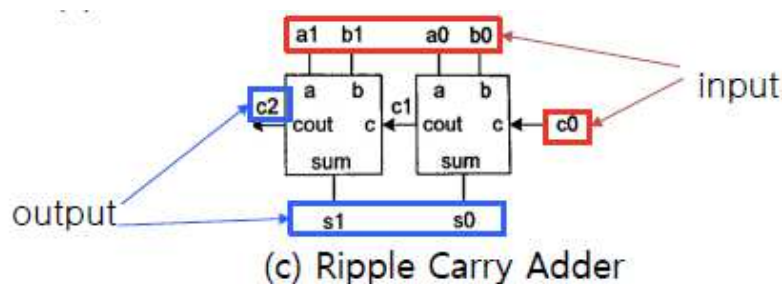 a1 b1 a0 b0
input
a b a b
c2 c1 c0
cout c cout c
sum sum
output
s1 s0
(c) Ripple Carry Adder